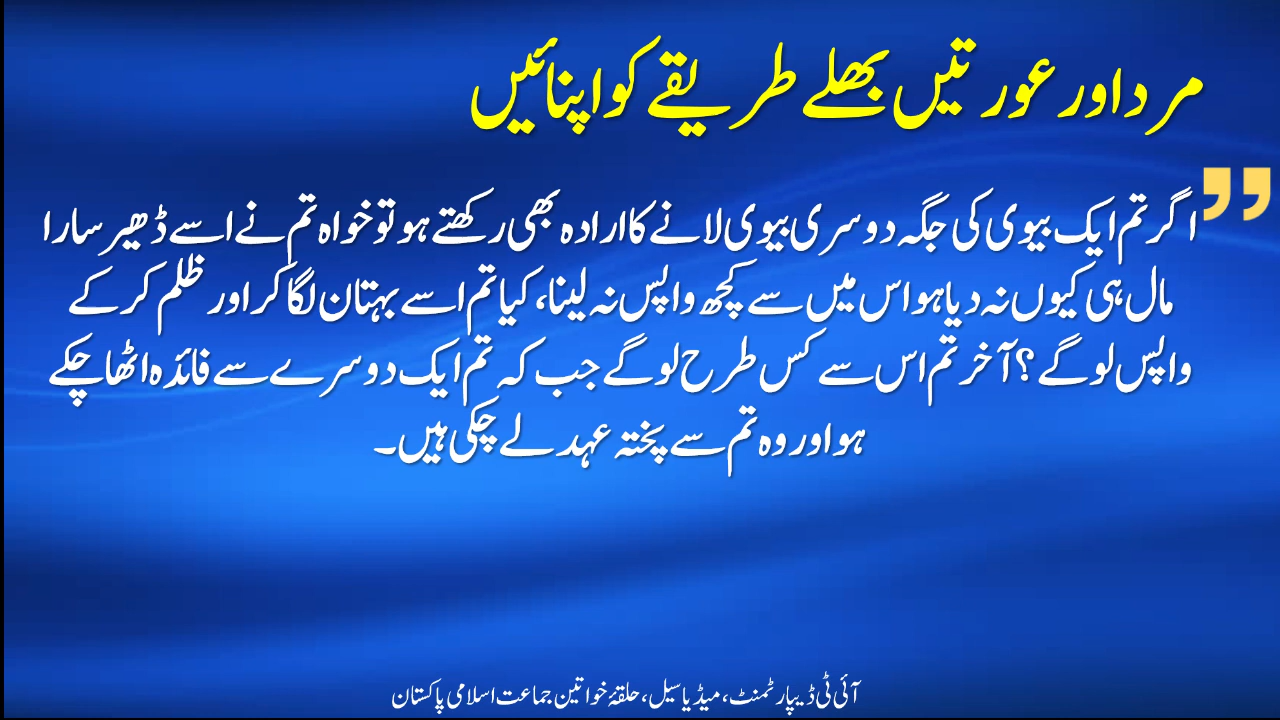 مرد اور عورتیں بھلے طریقے کو اپنائیں
”اگر تم ایک بیوی کی جگہ دوسری بیوی لانے کا ارادہ بھی رکھتے ہو تو خواہ تم نے اسے ڈھیر سارا
مال ہی کیوں نہ دیا ہو اس میں سے کچھ واپس نہ لینا، کیا تم اسے بہتان لگا کر اور ظلم کر کے
واپس لو گے؟ آخر تم اس سے کس طرح لو گے جب کہ تم ایک دوسرے سے فائدہ اٹھا چکے
ہو اور وہ تم سے پختہ عہد لے چکی ہیں۔
آئی ٹی ڈیپارٹمنٹ، میڈیا سیل، حلقۂ خواتین جماعت اسلامی پاکستان